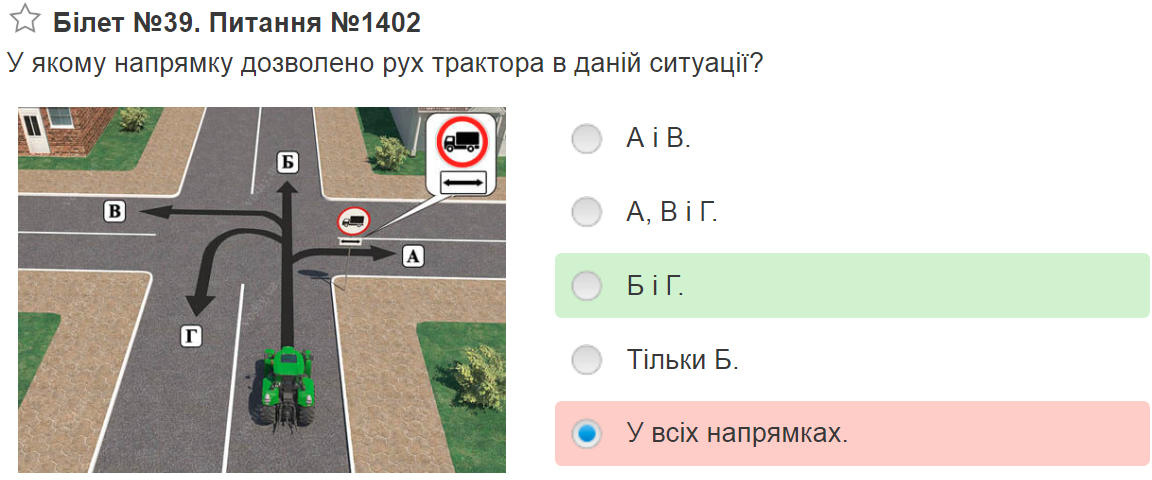 Білет №39. Питання №1402
У якому напрямку дозволено рух трактора в даній ситуації?
Б
В
А
Г
А і В.
А, В і Г.
Б і Г.
Тільки Б.
У всіх напрямках.